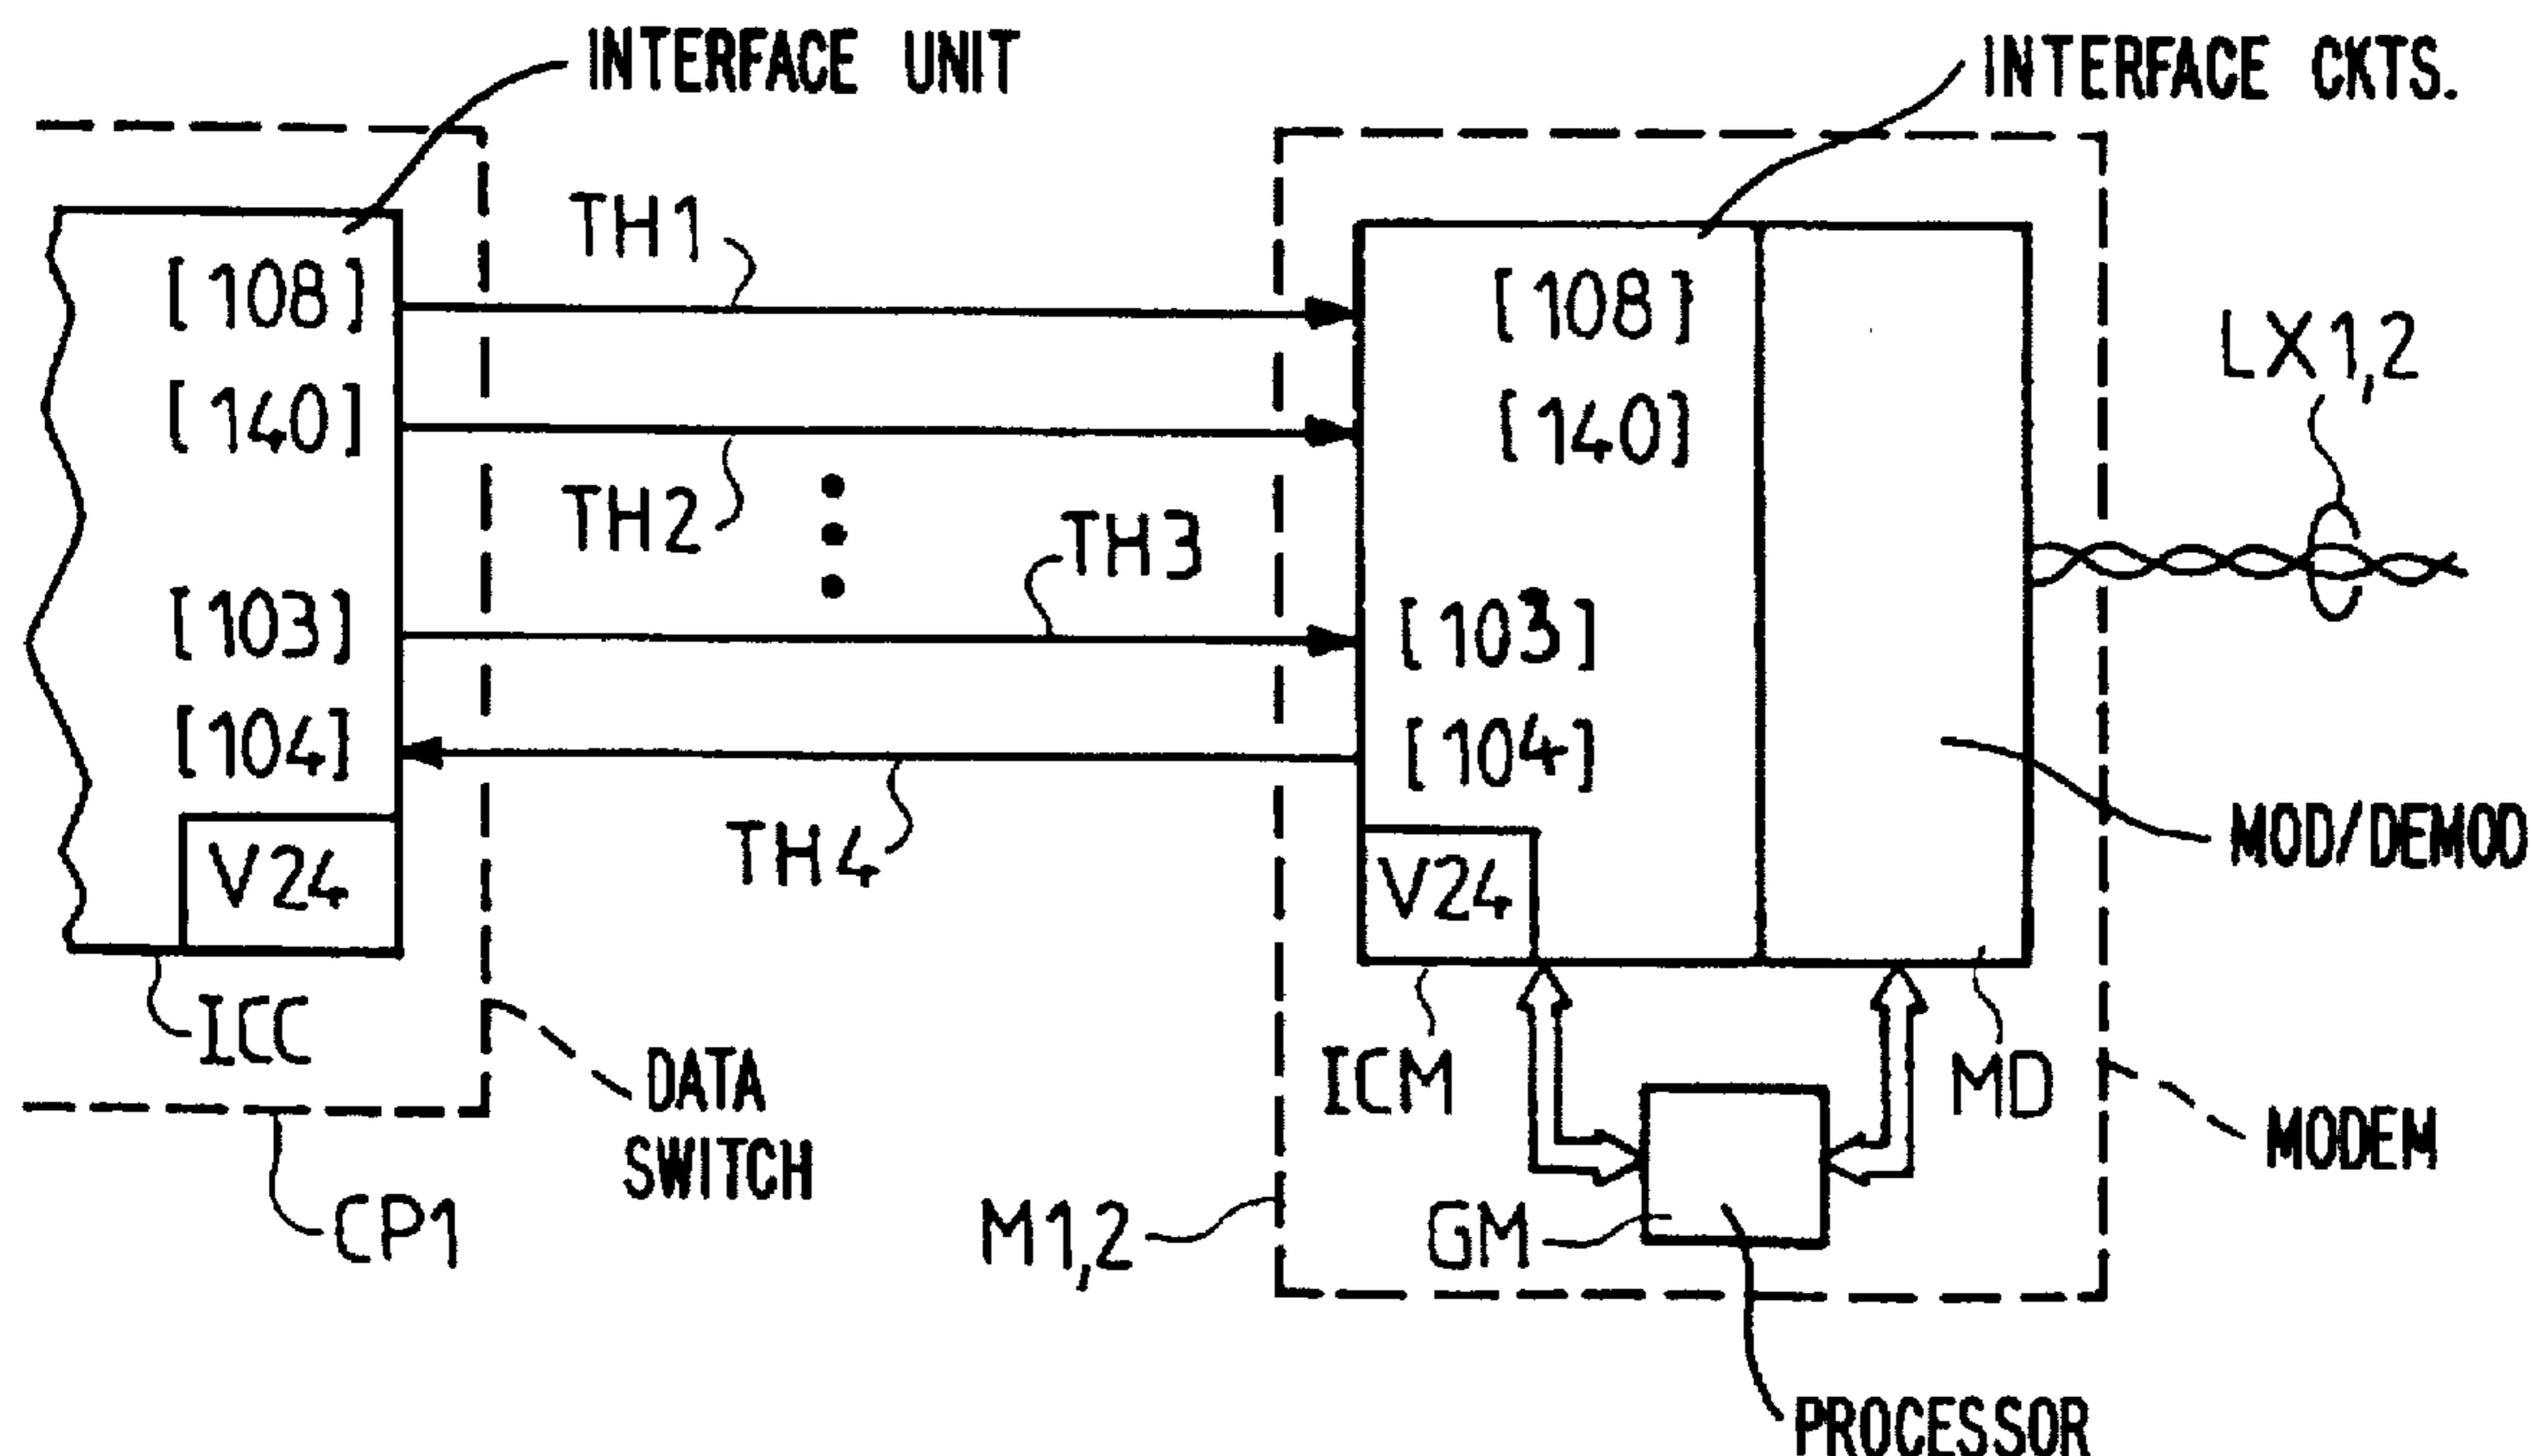 INTERFACE UNIT
INTERFACE CKTS.
TH1
[108]
[108]
LX1,2
[140]
[140]
TH2
TH3
[103]
[103]
[104]
[104]
MOD/DEMOD
TH4
V24
V24
ICC
DATA
SWITCH
ICM
MD
MODEM
CP1
M1,2
GM
PROCESSOR